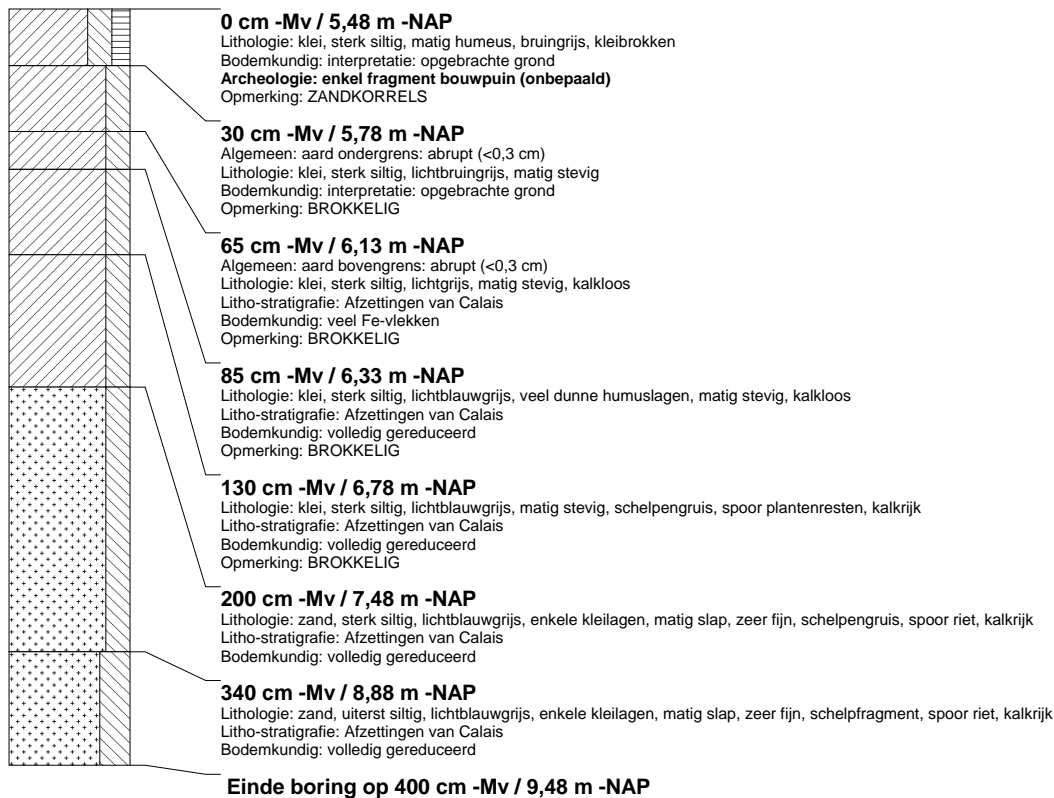 0 cm -Mv / 5,48 m -NAP
Lithologie: klei, sterk siltig, matig humeus, bruingrijs, kleibrokken
Bodemkundig: interpretatie: opgebrachte grond
Archeologie: enkel fragment bouwpuin (onbepaald)
Opmerking: ZANDKORRELS
30 cm -Mv / 5,78 m -NAP
Algemeen: aard ondergrens: abrupt (<0,3 cm)
Lithologie: klei, sterk siltig, lichtbruingrijs, matig stevig
Bodemkundig: interpretatie: opgebrachte grond
Opmerking: BROKKELIG
65 cm -Mv / 6,13 m -NAP
Algemeen: aard bovengrens: abrupt (<0,3 cm)
Lithologie: klei, sterk siltig, lichtgrijs, matig stevig, kalkloos
Litho-stratigrafie: Afzettingen van Calais
Bodemkundig: veel Fe-vlekken
Opmerking: BROKKELIG
85 cm -Mv / 6,33 m -NAP
Lithologie: klei, sterk siltig, lichtblauwgrijs, veel dunne humuslagen, matig stevig, kalkloos
Litho-stratigrafie: Afzettingen van Calais
Bodemkundig: volledig gereduceerd
Opmerking: BROKKELIG
130 cm -Mv / 6,78 m -NAP
Lithologie: klei, sterk siltig, lichtblauwgrijs, matig stevig, schelpengruis, spoor plantenresten, kalkrijk
Litho-stratigrafie: Afzettingen van Calais
Bodemkundig: volledig gereduceerd
Opmerking: BROKKELIG
200 cm -Mv / 7,48 m -NAP
Lithologie: zand, sterk siltig, lichtblauwgrijs, enkele kleilagen, matig slap, zeer fijn, schelpengruis, spoor riet, kalkrijk
Litho-stratigrafie: Afzettingen van Calais
Bodemkundig: volledig gereduceerd
340 cm -Mv / 8,88 m -NAP
Lithologie: zand, uiterst siltig, lichtblauwgrijs, enkele kleilagen, matig slap, zeer fijn, schelpfragment, spoor riet, kalkrijk
Litho-stratigrafie: Afzettingen van Calais
Bodemkundig: volledig gereduceerd
Einde boring op 400 cm -Mv / 9,48 m -NAP